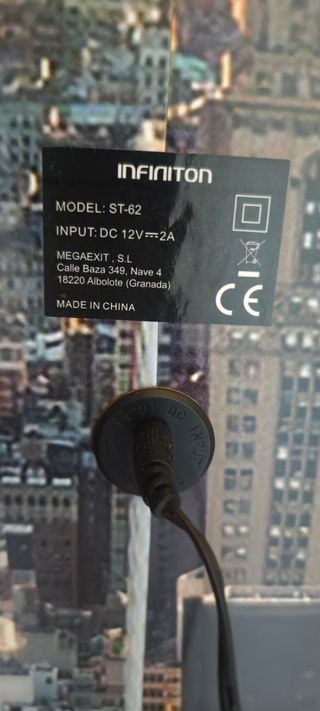 INFINITON
MODEL: ST-62
INPUT: DC 12V⎓2A
MEGAEXIT , S.L
Calle Baza 349, Nave 4
18220 Albolote (Granada)
MADE IN CHINA
CE
INPUT DC INPUT